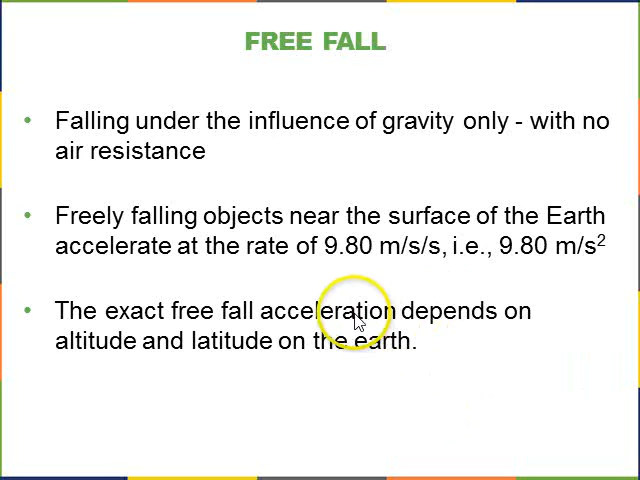 FREE FALL
• Falling under the influence of gravity only - with no
air resistance
• Freely falling objects near the surface of the Earth
accelerate at the rate of 9.80 m/s/s, i.e., 9.80 m/s²
• The exact free fall acceleration depends on
altitude and latitude on the earth.